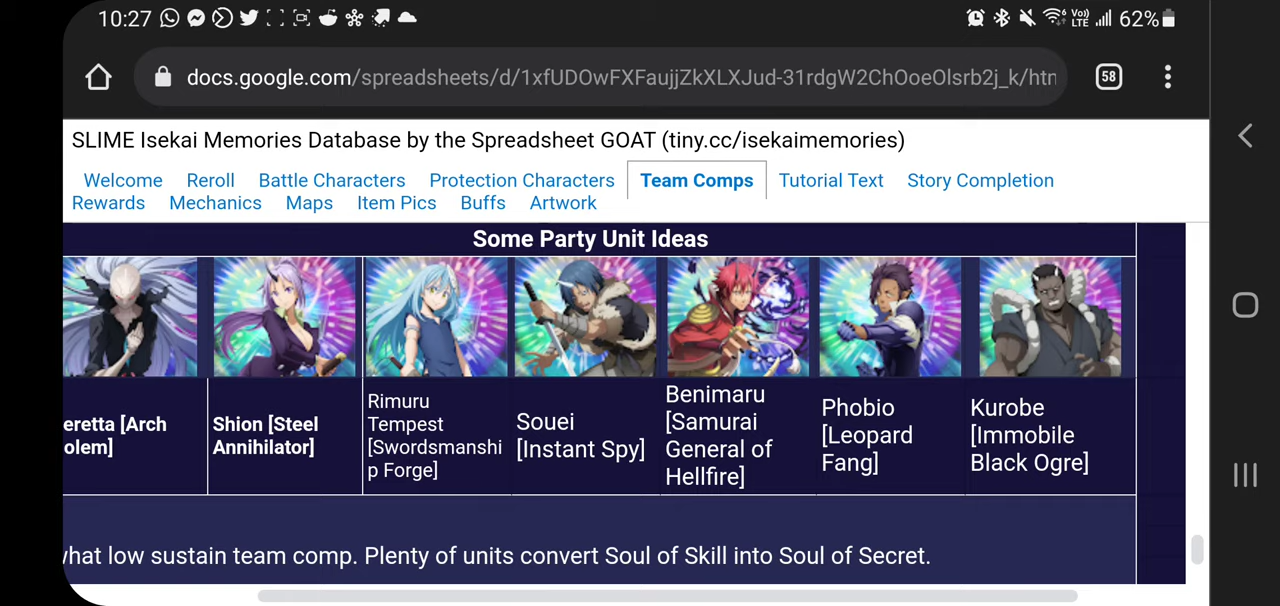 10:27
VoJ)
LTE
62%
docs.google.com/spreadsheets/d/1xfUDOwFXFaujjZkXLXJud-31rdgW2ChOoeOlsrb2j_k/htn
58
SLIME Isekai Memories Database by the Spreadsheet GOAT (tiny.cc/isekaimemories)
Welcome Reroll Battle Characters Protection Characters Team Comps Tutorial Text Story Completion
Rewards Mechanics Maps Item Pics Buffs Artwork
Some Party Unit Ideas
eretta [Arch
olem]
Shion [Steel
Annihilator]
Rimuru
Tempest
[Swordsmanshi
p Forge]
Souei
[Instant Spy]
Benimaru
[Samurai
General of
Hellfire]
Phobio
[Leopard
Fang]
Kurobe
[Immobile
Black Ogre]
what low sustain team comp. Plenty of units convert Soul of Skill into Soul of Secret.